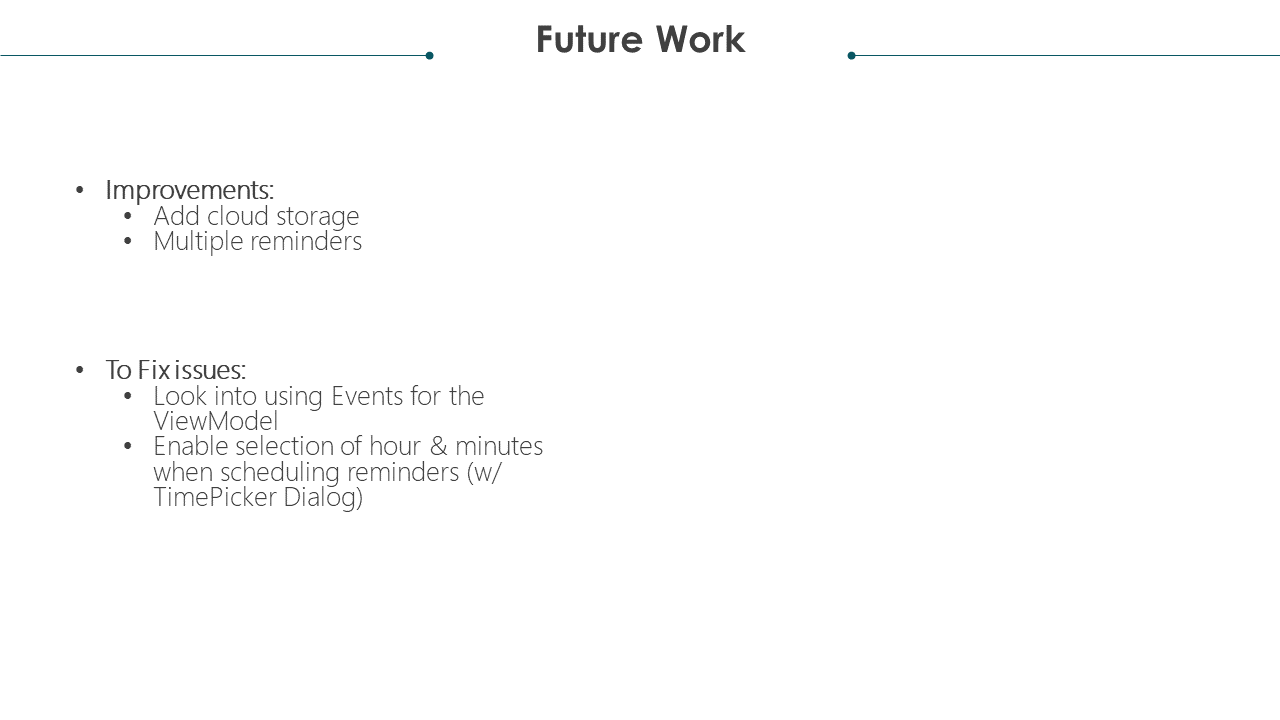 Future Work
• Improvements:
• Add cloud storage
• Multiple reminders
• To Fix issues:
• Look into using Events for the
ViewModel
• Enable selection of hour & minutes
when scheduling reminders (w/
TimePicker Dialog)